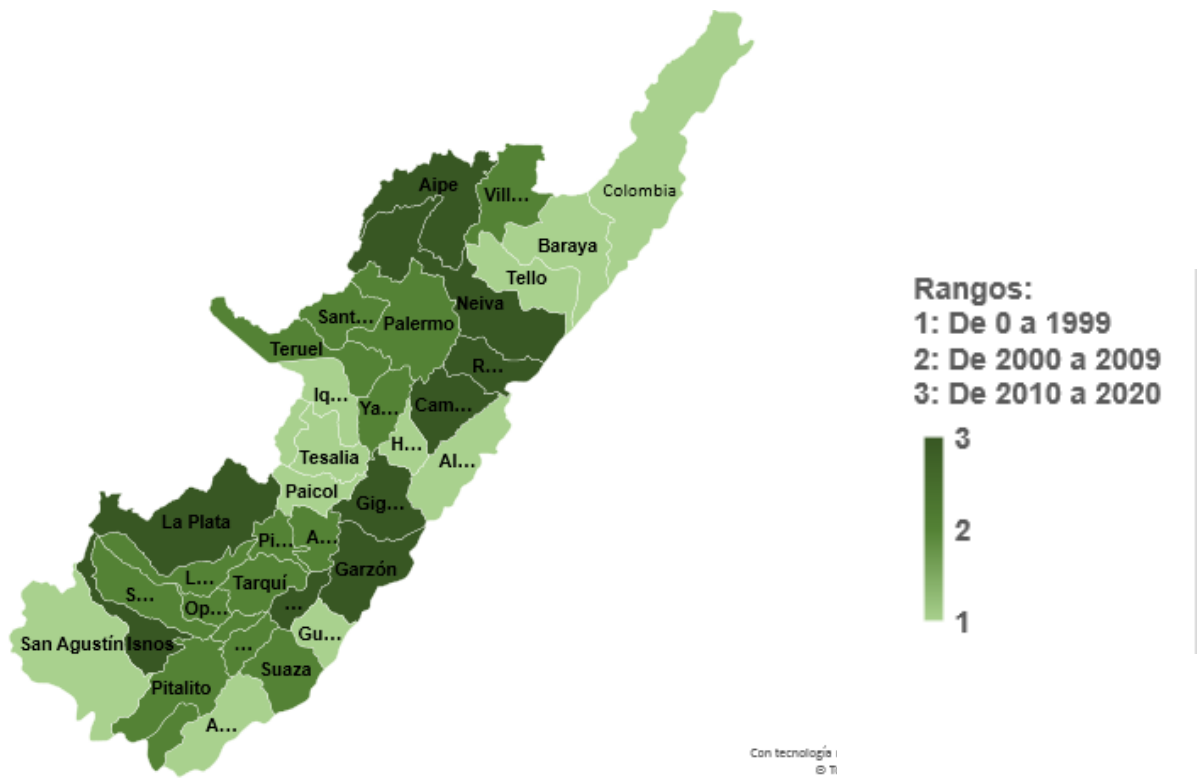 Aipe
Vill...
Colombia
Baraya
Tello
Neiva
Sant...
Palermo
Teruel
R...
Iq...
Ya...
Cam...
H...
Tesalia
Al...
Paicol
Gig...
La Plata
Pi...
A...
Garzón
L...
Tarquí
S...
Op...
...
Gu...
San Agustín
Isnos
...
Suaza
Pitalito
A...
Rangos:
1: De 0 a 1999
2: De 2000 a 2009
3: De 2010 a 2020
3
2
1
Con tecnología
©